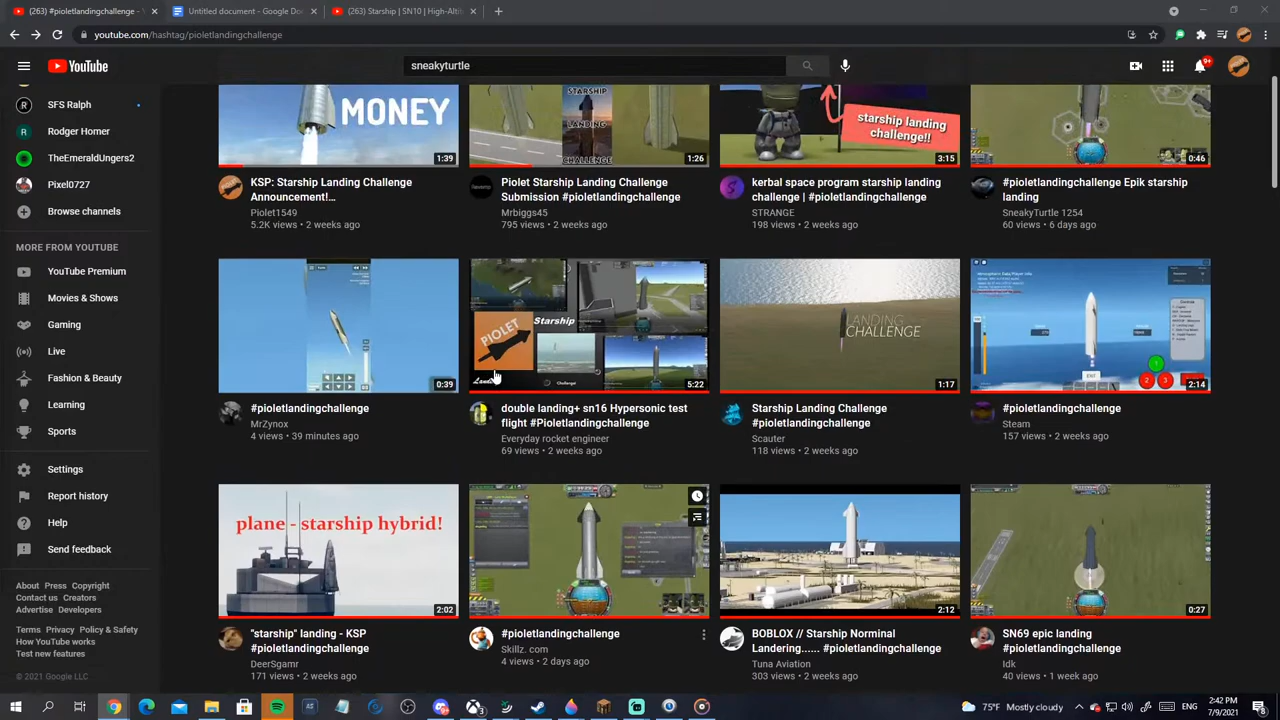 (263) #pioletlandingchallenge -
Untitled document - Google Do
(263) Starship | SN10 | High-Altit
youtube.com/hashtag/pioletlandingchallenge
YouTube
sneakyturtle
9+
SFS Ralph
Rodger Homer
TheEmeraldUngers2
Pixel0727
Browse channels
MORE FROM YOUTUBE
YouTube Premium
Movies & Shows
Gaming
Live
Fashion & Beauty
Learning
Sports
Settings
Report history
Help
Send feedback
About Press Copyright
Contact us Creators
Advertise Developers
Terms Privacy Policy & Safety
How YouTube works
Test new features
© 2021 Google LLC
MONEY
1:39
KSP: Starship Landing Challenge
Announcement!...
Piolet1549
5.2K views • 2 weeks ago
STARSHIP
LANDING
CHALLENGE
1:26
Piolet Starship Landing Challenge
Submission #pioletlandingchallenge
Mrbiggs45
795 views • 2 weeks ago
starship landing
challenge!!
3:15
kerbal space program starship landing
challenge | #pioletlandingchallenge
STRANGE
198 views • 2 weeks ago
0:46
#pioletlandingchallenge Epik starship
landing
SneakyTurtle 1254
60 views • 6 days ago
0:39
#pioletlandingchallenge
MrZynox
4 views • 39 minutes ago
PIOLET
Starship
Challenge
5:22
double landing+ sn16 Hypersonic test
flight #Pioletlandingchallenge
Everyday rocket engineer
69 views • 2 weeks ago
LANDING
CHALLENGE
1:17
Starship Landing Challenge
#pioletlandingchallenge
Scauter
118 views • 2 weeks ago
EXIT
1
2
3
2:14
#pioletlandingchallenge
Steam
157 views • 2 weeks ago
plane - starship hybrid!
2:02
"starship" landing - KSP
#pioletlandingchallenge
DeerSgamr
171 views • 2 weeks ago
#pioletlandingchallenge
Skillz. com
4 views • 2 days ago
2:12
BOBLOX // Starship Norminal
Landering...... #pioletlandingchallenge
Tuna Aviation
303 views • 2 weeks ago
0:27
SN69 epic landing
#pioletlandingchallenge
Idk
40 views • 1 week ago
75°F Mostly cloudy
ENG
2:42 PM
7/9/2021